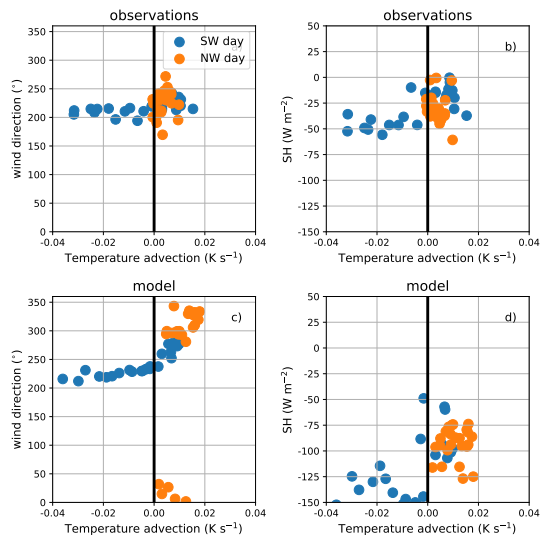 observations
350
300
250
200
150
100
50
0
wind direction (°)
SW day
NW day
-0.04 -0.02 0.00 0.02 0.04
Temperature advection (K s⁻¹)
observations
b)
50
25
0
-25
-50
-75
-100
-125
-150
SH (W m⁻²)
-0.04 -0.02 0.00 0.02 0.04
Temperature advection (K s⁻¹)
model
c)
350
300
250
200
150
100
50
0
wind direction (°)
-0.04 -0.02 0.00 0.02 0.04
Temperature advection (K s⁻¹)
model
d)
50
25
0
-25
-50
-75
-100
-125
-150
SH (W m⁻²)
-0.04 -0.02 0.00 0.02 0.04
Temperature advection (K s⁻¹)